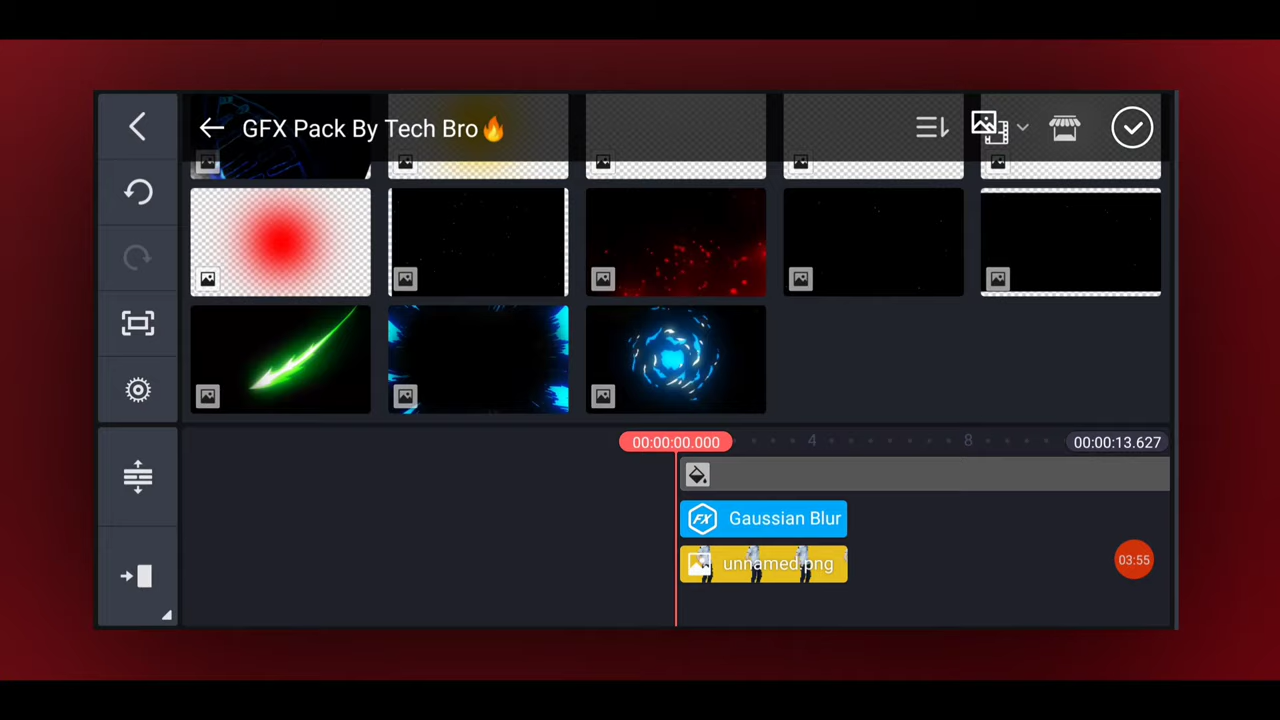 GFX Pack By Tech Bro🔥
00:00:00.000
4
8
00:00:13.627
FX
Gaussian Blur
unnamed.png
03:55